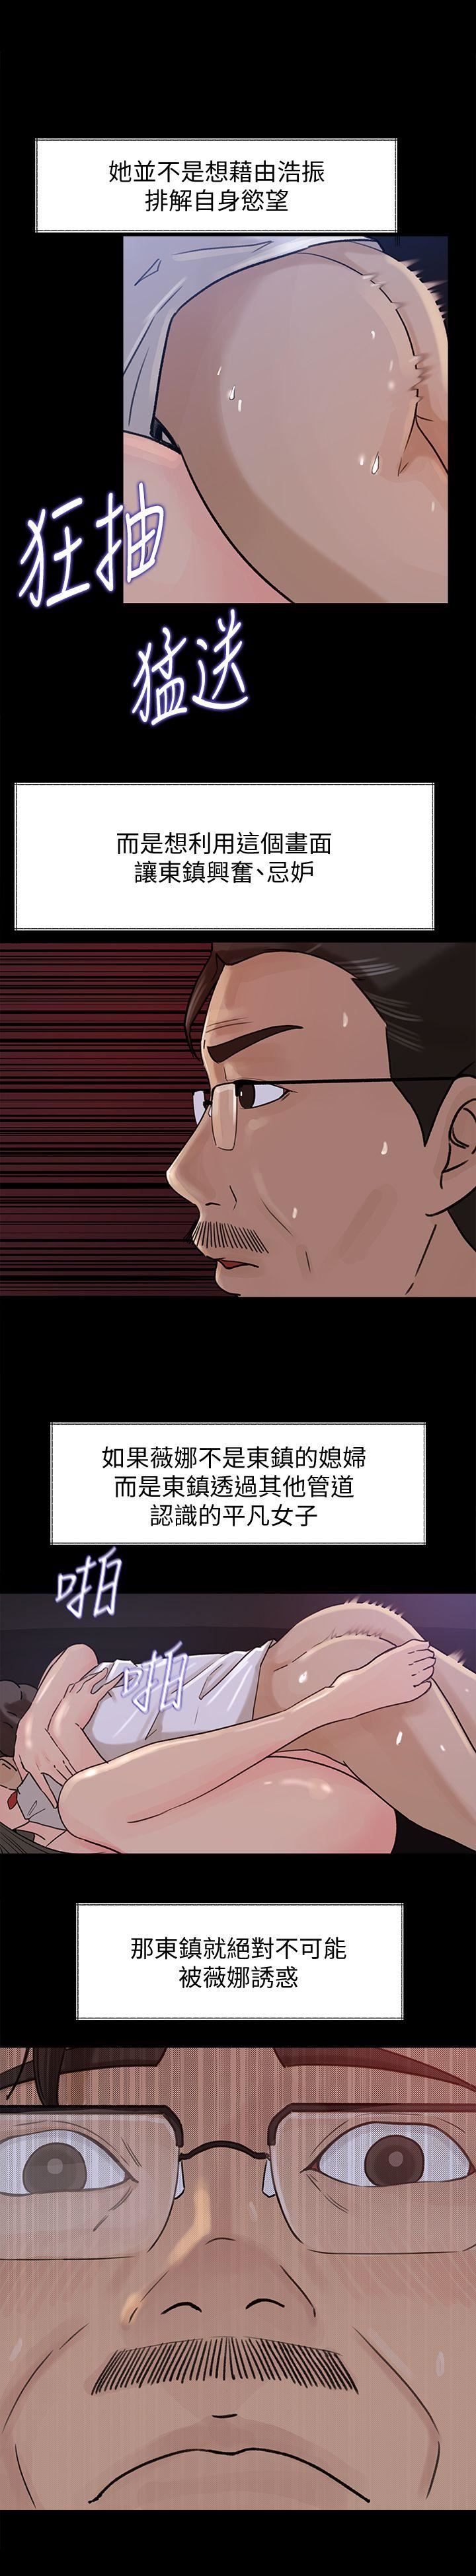 她並不是想藉由浩振
排解自身慾望
狂抽
猛送
而是想利用這個畫面
讓東鎮興奮、忌妒
如果薇娜不是東鎮的媳婦
而是東鎮透過其他管道
認識的平凡女子
啪
啪
那東鎮就絕對不可能
被薇娜誘惑